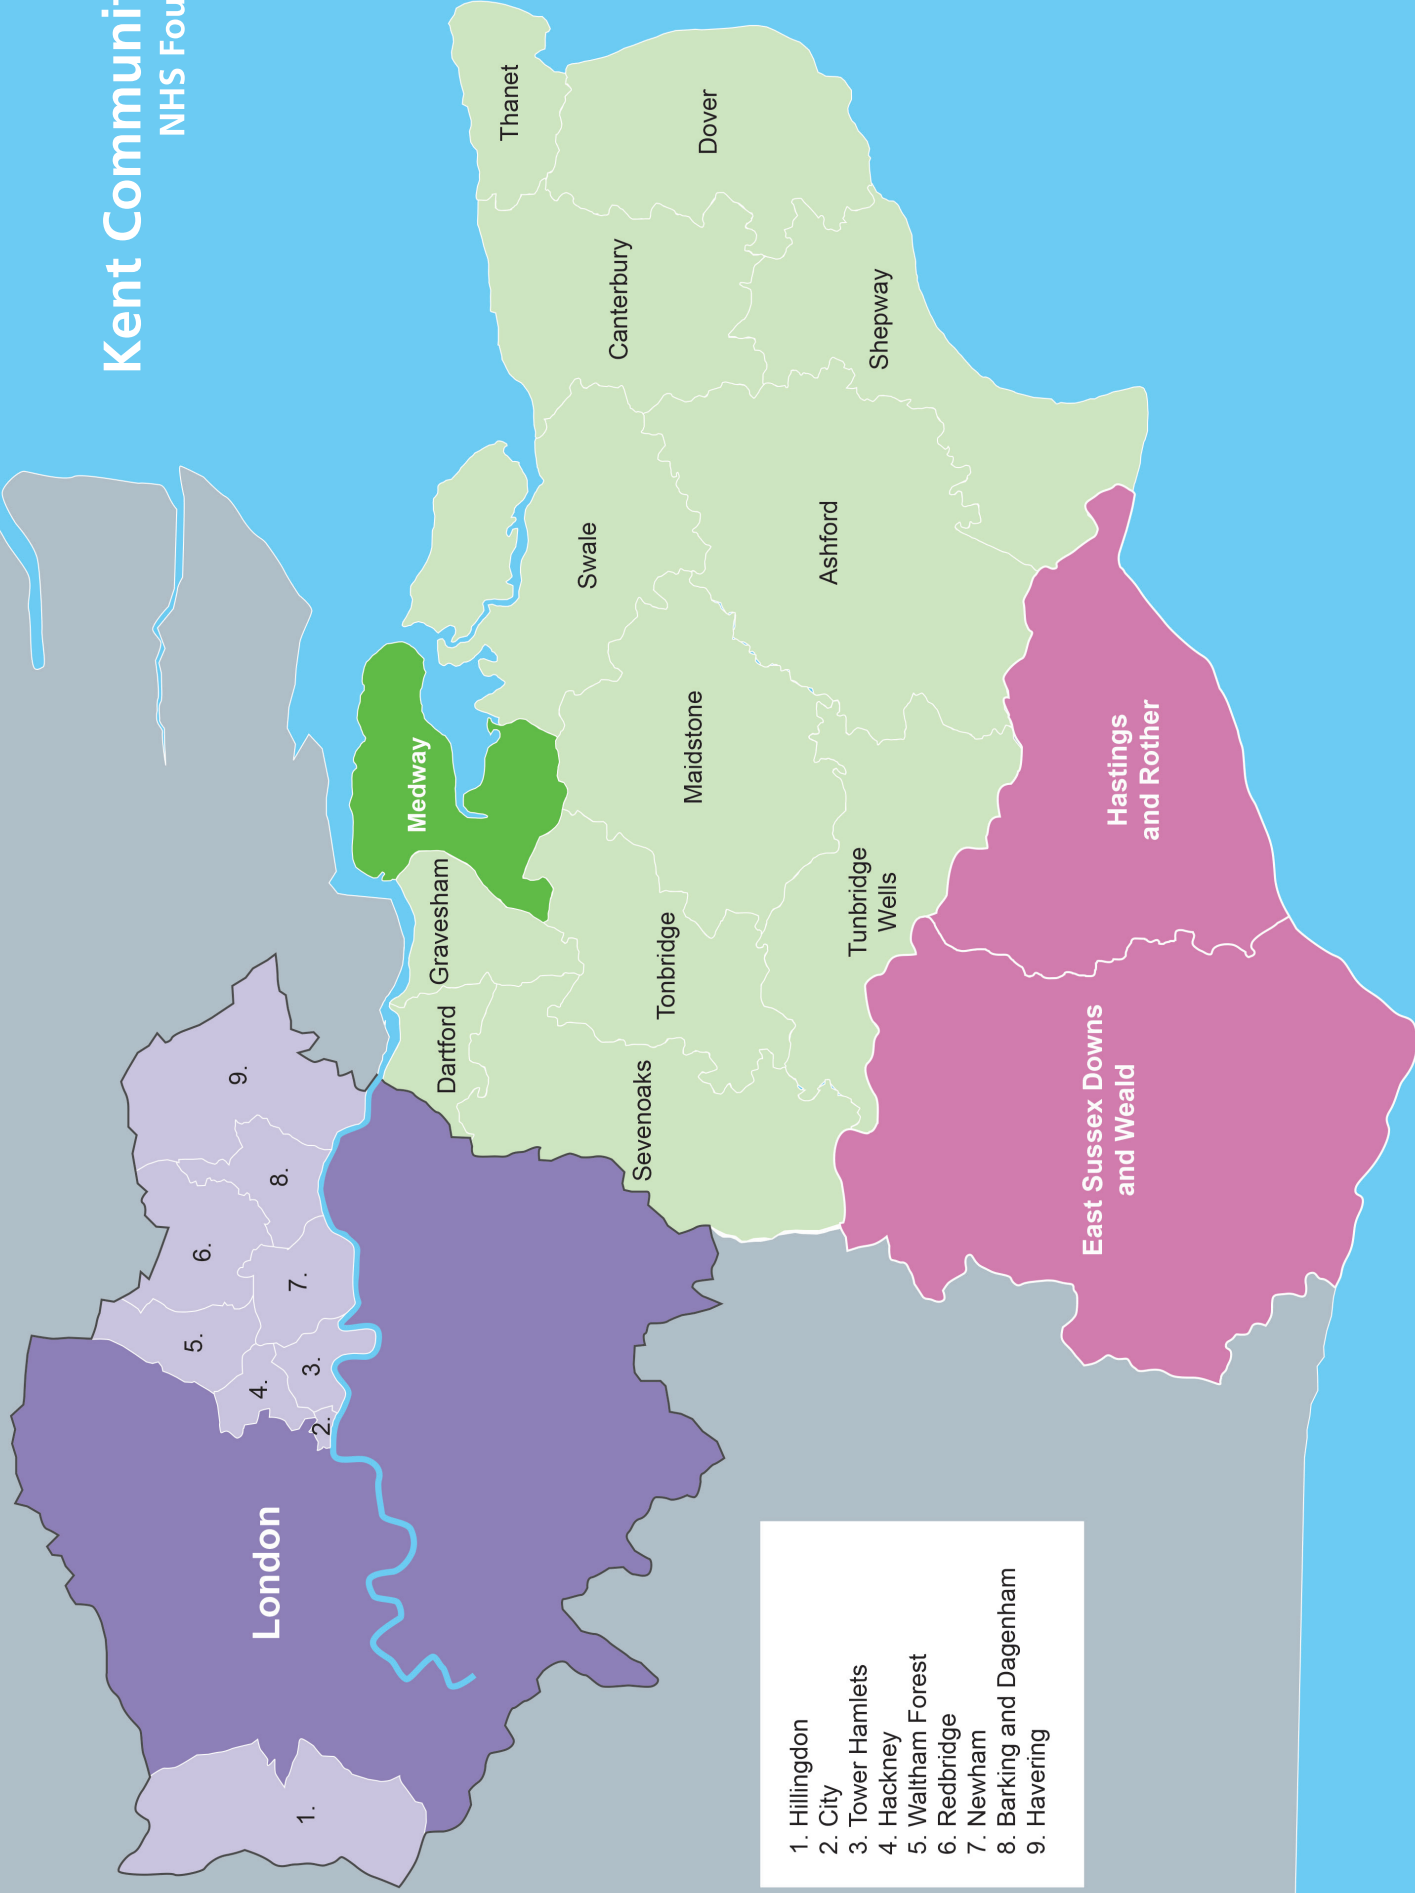 Kent Communi
NHS Fou
London
Medway
Thanet
Dover
Canterbury
Shepway
Swale
Ashford
Maidstone
Gravesham
Dartford
Tonbridge
Tunbridge
Wells
Sevenoaks
Hastings
and Rother
East Sussex Downs
and Weald
1.
2.
3.
4.
5.
6.
7.
8.
9.
1. Hillingdon
2. City
3. Tower Hamlets
4. Hackney
5. Waltham Forest
6. Redbridge
7. Newham
8. Barking and Dagenham
9. Havering